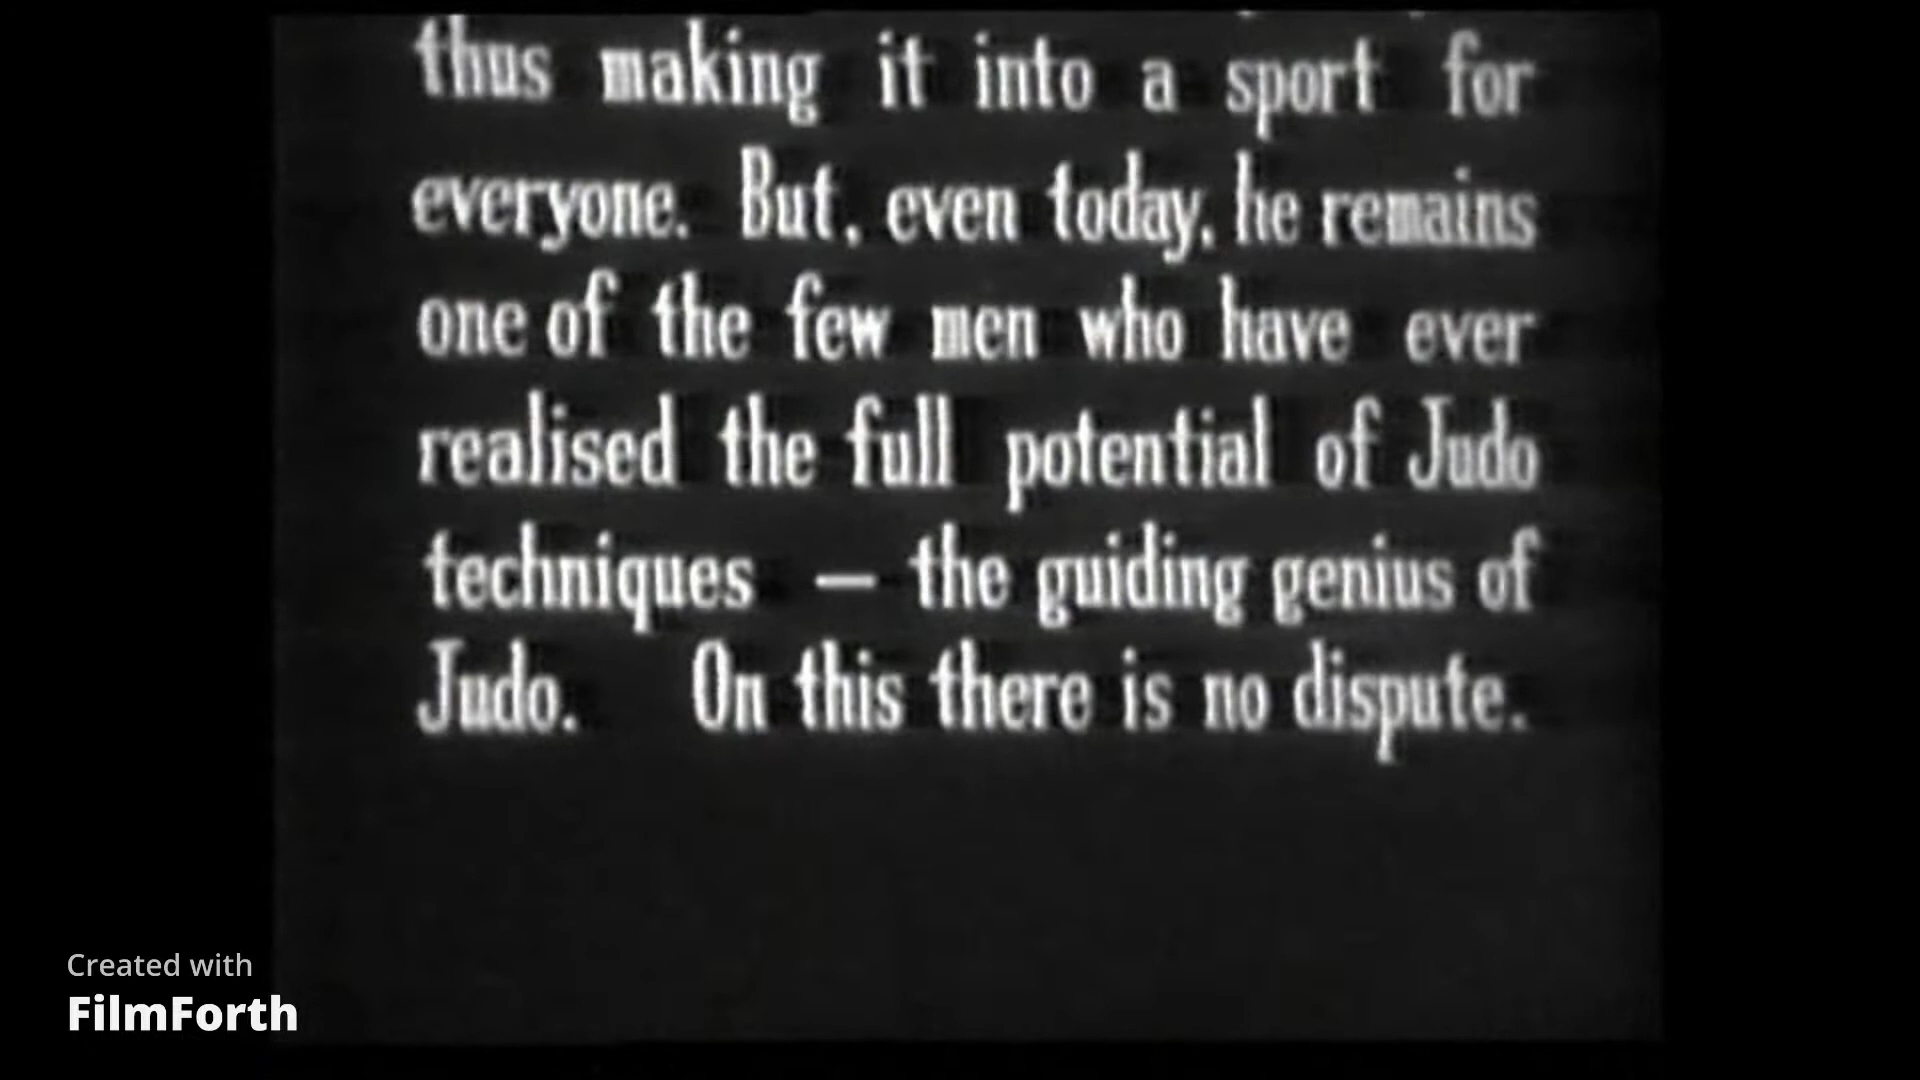 thus making it into a sport for
everyone. But, even today, he remains
one of the few men who have ever
realised the full potential of Judo
techniques — the guiding genius of
Judo. On this there is no dispute.
Created with
FilmForth